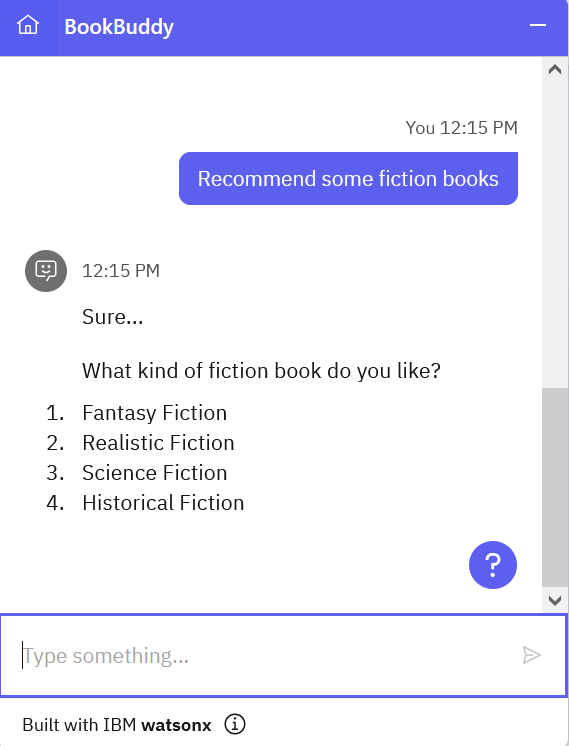 BookBuddy
You 12:15 PM
Recommend some fiction books
12:15 PM
Sure...
What kind of fiction book do you like?
1. Fantasy Fiction
2. Realistic Fiction
3. Science Fiction
4. Historical Fiction
?
Type something...
Built with IBM watsonx